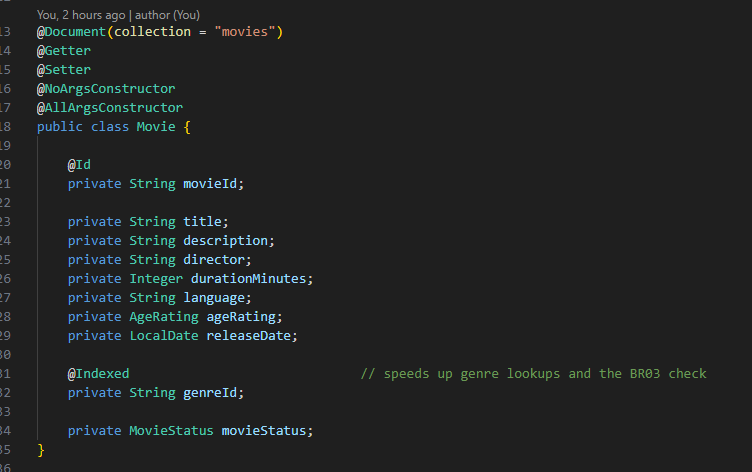 You, 2 hours ago | author (You)
13 @Document(collection = "movies")
14 @Getter
15 @Setter
16 @NoArgsConstructor
17 @AllArgsConstructor
18 public class Movie {
19
20 @Id
21 private String movieId;
22
23 private String title;
24 private String description;
25 private String director;
26 private Integer durationMinutes;
27 private String language;
28 private AgeRating ageRating;
29 private LocalDate releaseDate;
30
31 @Indexed // speeds up genre lookups and the BR03 check
32 private String genreId;
33
34 private MovieStatus movieStatus;
35 }
36